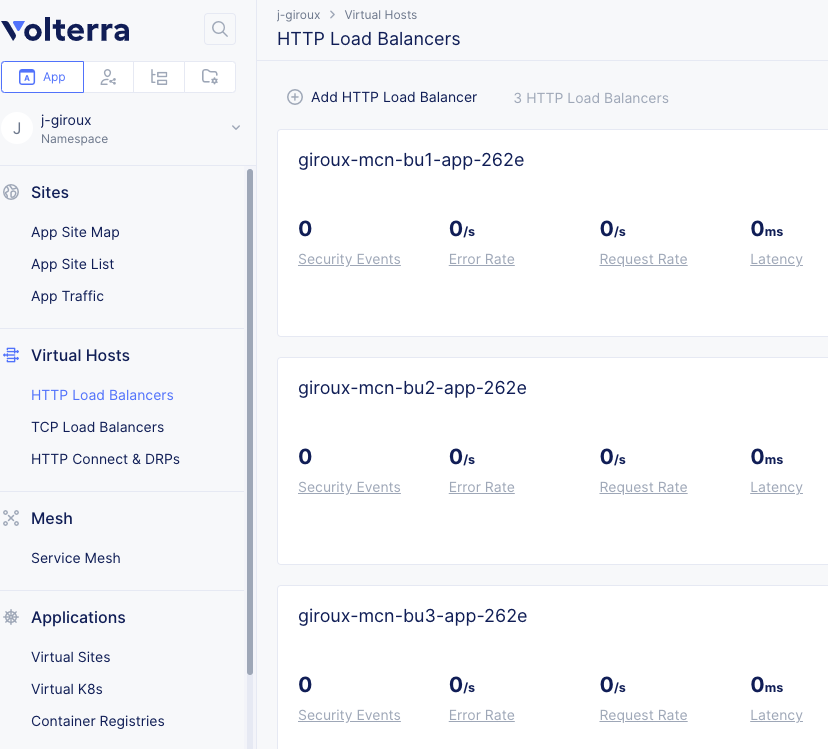 Volterra
App
J
j-giroux
Namespace
Sites
App Site Map
App Site List
App Traffic
Virtual Hosts
HTTP Load Balancers
TCP Load Balancers
HTTP Connect & DRPs
Mesh
Service Mesh
Applications
Virtual Sites
Virtual K8s
Container Registries
j-giroux > Virtual Hosts
HTTP Load Balancers
Add HTTP Load Balancer 3 HTTP Load Balancers
giroux-mcn-bu1-app-262e
0 0/s 0/s 0ms
Security Events Error Rate Request Rate Latency
giroux-mcn-bu2-app-262e
0 0/s 0/s 0ms
Security Events Error Rate Request Rate Latency
giroux-mcn-bu3-app-262e
0 0/s 0/s 0ms
Security Events Error Rate Request Rate Latency